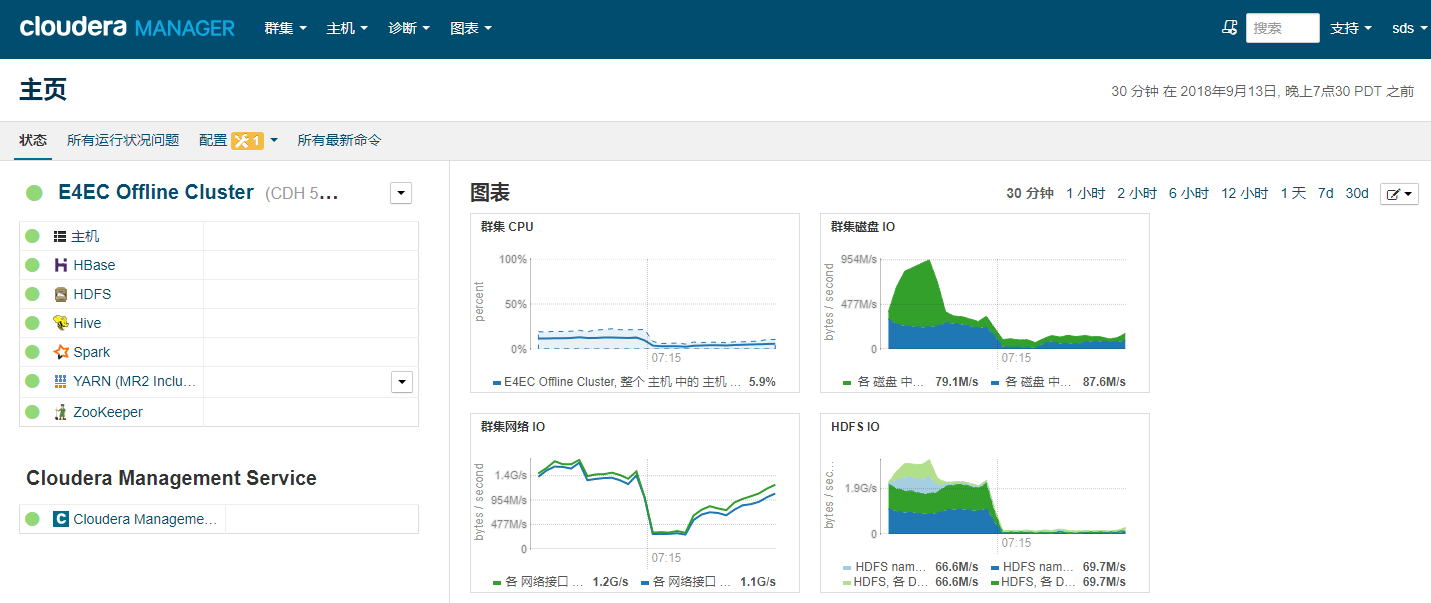 cloudera MANAGER 群集 主机 诊断 图表 搜索 支持 sds
主页
30 分钟 在 2018年9月13日, 晚上7点30 PDT 之前
状态 所有运行状况问题 配置 1 所有最新命令
E4EC Offline Cluster (CDH 5...
主机
HBase
HDFS
Hive
Spark
YARN (MR2 Inclu...
ZooKeeper
Cloudera Management Service
C Cloudera Manageme...
图表
30 分钟 1 小时 2 小时 6 小时 12 小时 1 天 7d 30d
群集 CPU
percent
100%
50%
0%
07:15
E4EC Offline Cluster, 整个 主机 中的 主机 ... 5.9%
群集磁盘 IO
bytes / second
954M/s
477M/s
0
07:15
各 磁盘 中... 79.1M/s 各 磁盘 中... 87.6M/s
群集网络 IO
bytes / second
1.4G/s
954M/s
477M/s
0
07:15
各 网络接口 ... 1.2G/s 各 网络接口 ... 1.1G/s
HDFS IO
bytes / sec...
1.9G/s
0
07:15
HDFS nam... 66.6M/s HDFS nam... 69.7M/s
HDFS, 各 D... 66.6M/s HDFS, 各 D... 69.7M/s